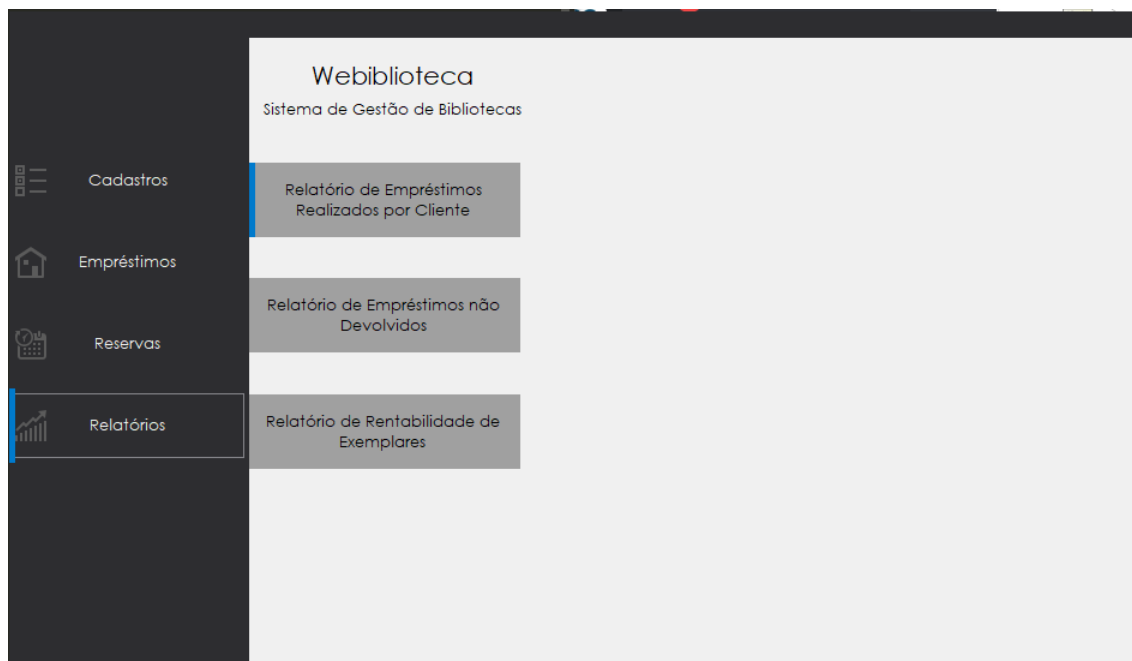 Webiblioteca
Sistema de Gestão de Bibliotecas
Cadastros
Empréstimos
Reservas
Relatórios
Relatório de Empréstimos
Realizados por Cliente
Relatório de Empréstimos não
Devolvidos
Relatório de Rentabilidade de
Exemplares